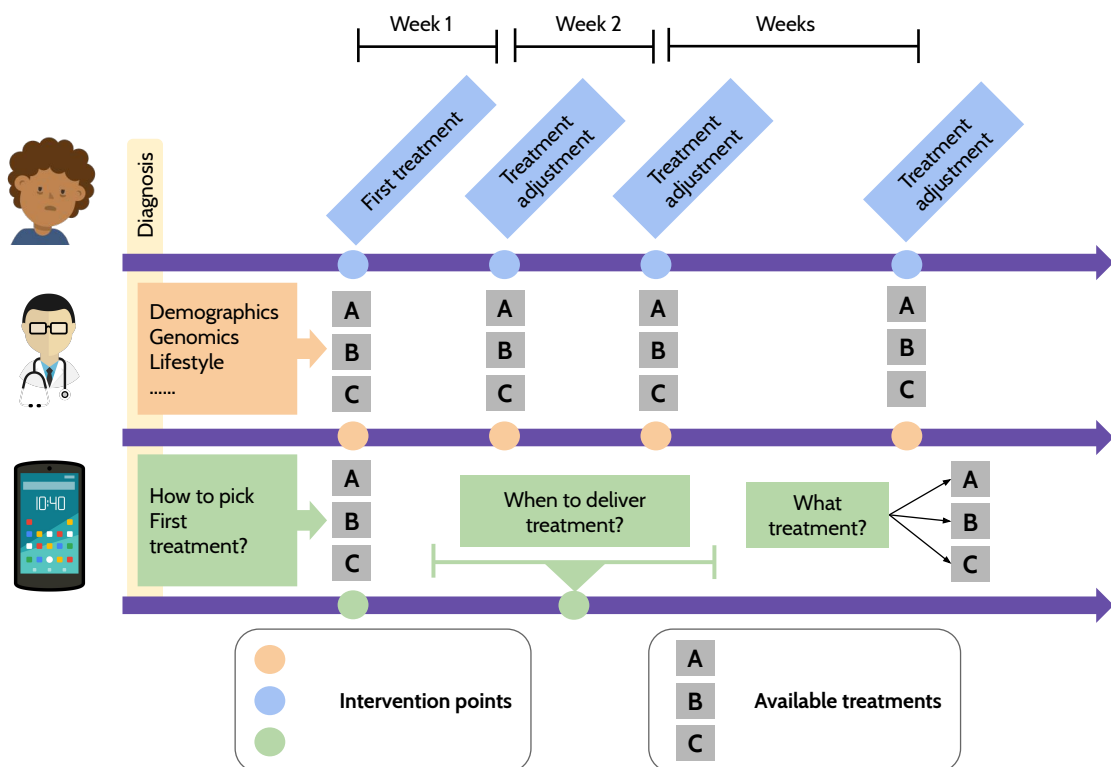 Week 1
Week 2
Weeks
Diagnosis
First treatment
Treatment
adjustment
Treatment
adjustment
Treatment
adjustment
Demographics
Genomics
Lifestyle
......
A
B
C
A
B
C
A
B
C
A
B
C
10:40
How to pick
First
treatment?
A
B
C
When to deliver
treatment?
What
treatment?
A
B
C
Intervention points
A
B
C
Available treatments